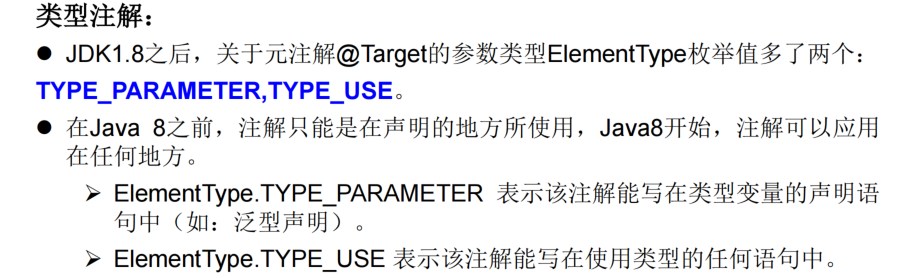 类型注解：
● JDK1.8之后，关于元注解@Target的参数类型ElementType枚举值多了两个：
TYPE_PARAMETER,TYPE_USE。
● 在Java 8之前，注解只能是在声明的地方所使用，Java8开始，注解可以应用
在任何地方。
➢ ElementType.TYPE_PARAMETER 表示该注解能写在类型变量的声明语
句中（如：泛型声明）。
➢ ElementType.TYPE_USE 表示该注解能写在使用类型的任何语句中。